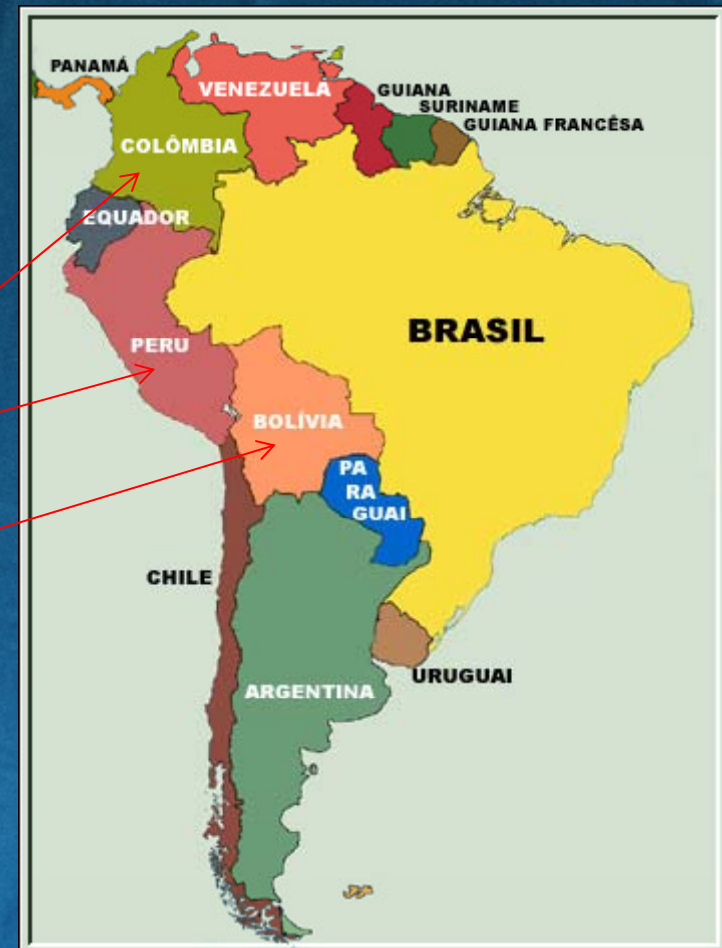 PANAMÁ
VENEZUELA
GUIANA
SURINAME
GUIANA FRANCÊSA
COLÔMBIA
EQUADOR
PERU
BRASIL
BOLÍVIA
PA
RA
GUAI
CHILE
URUGUAI
ARGENTINA